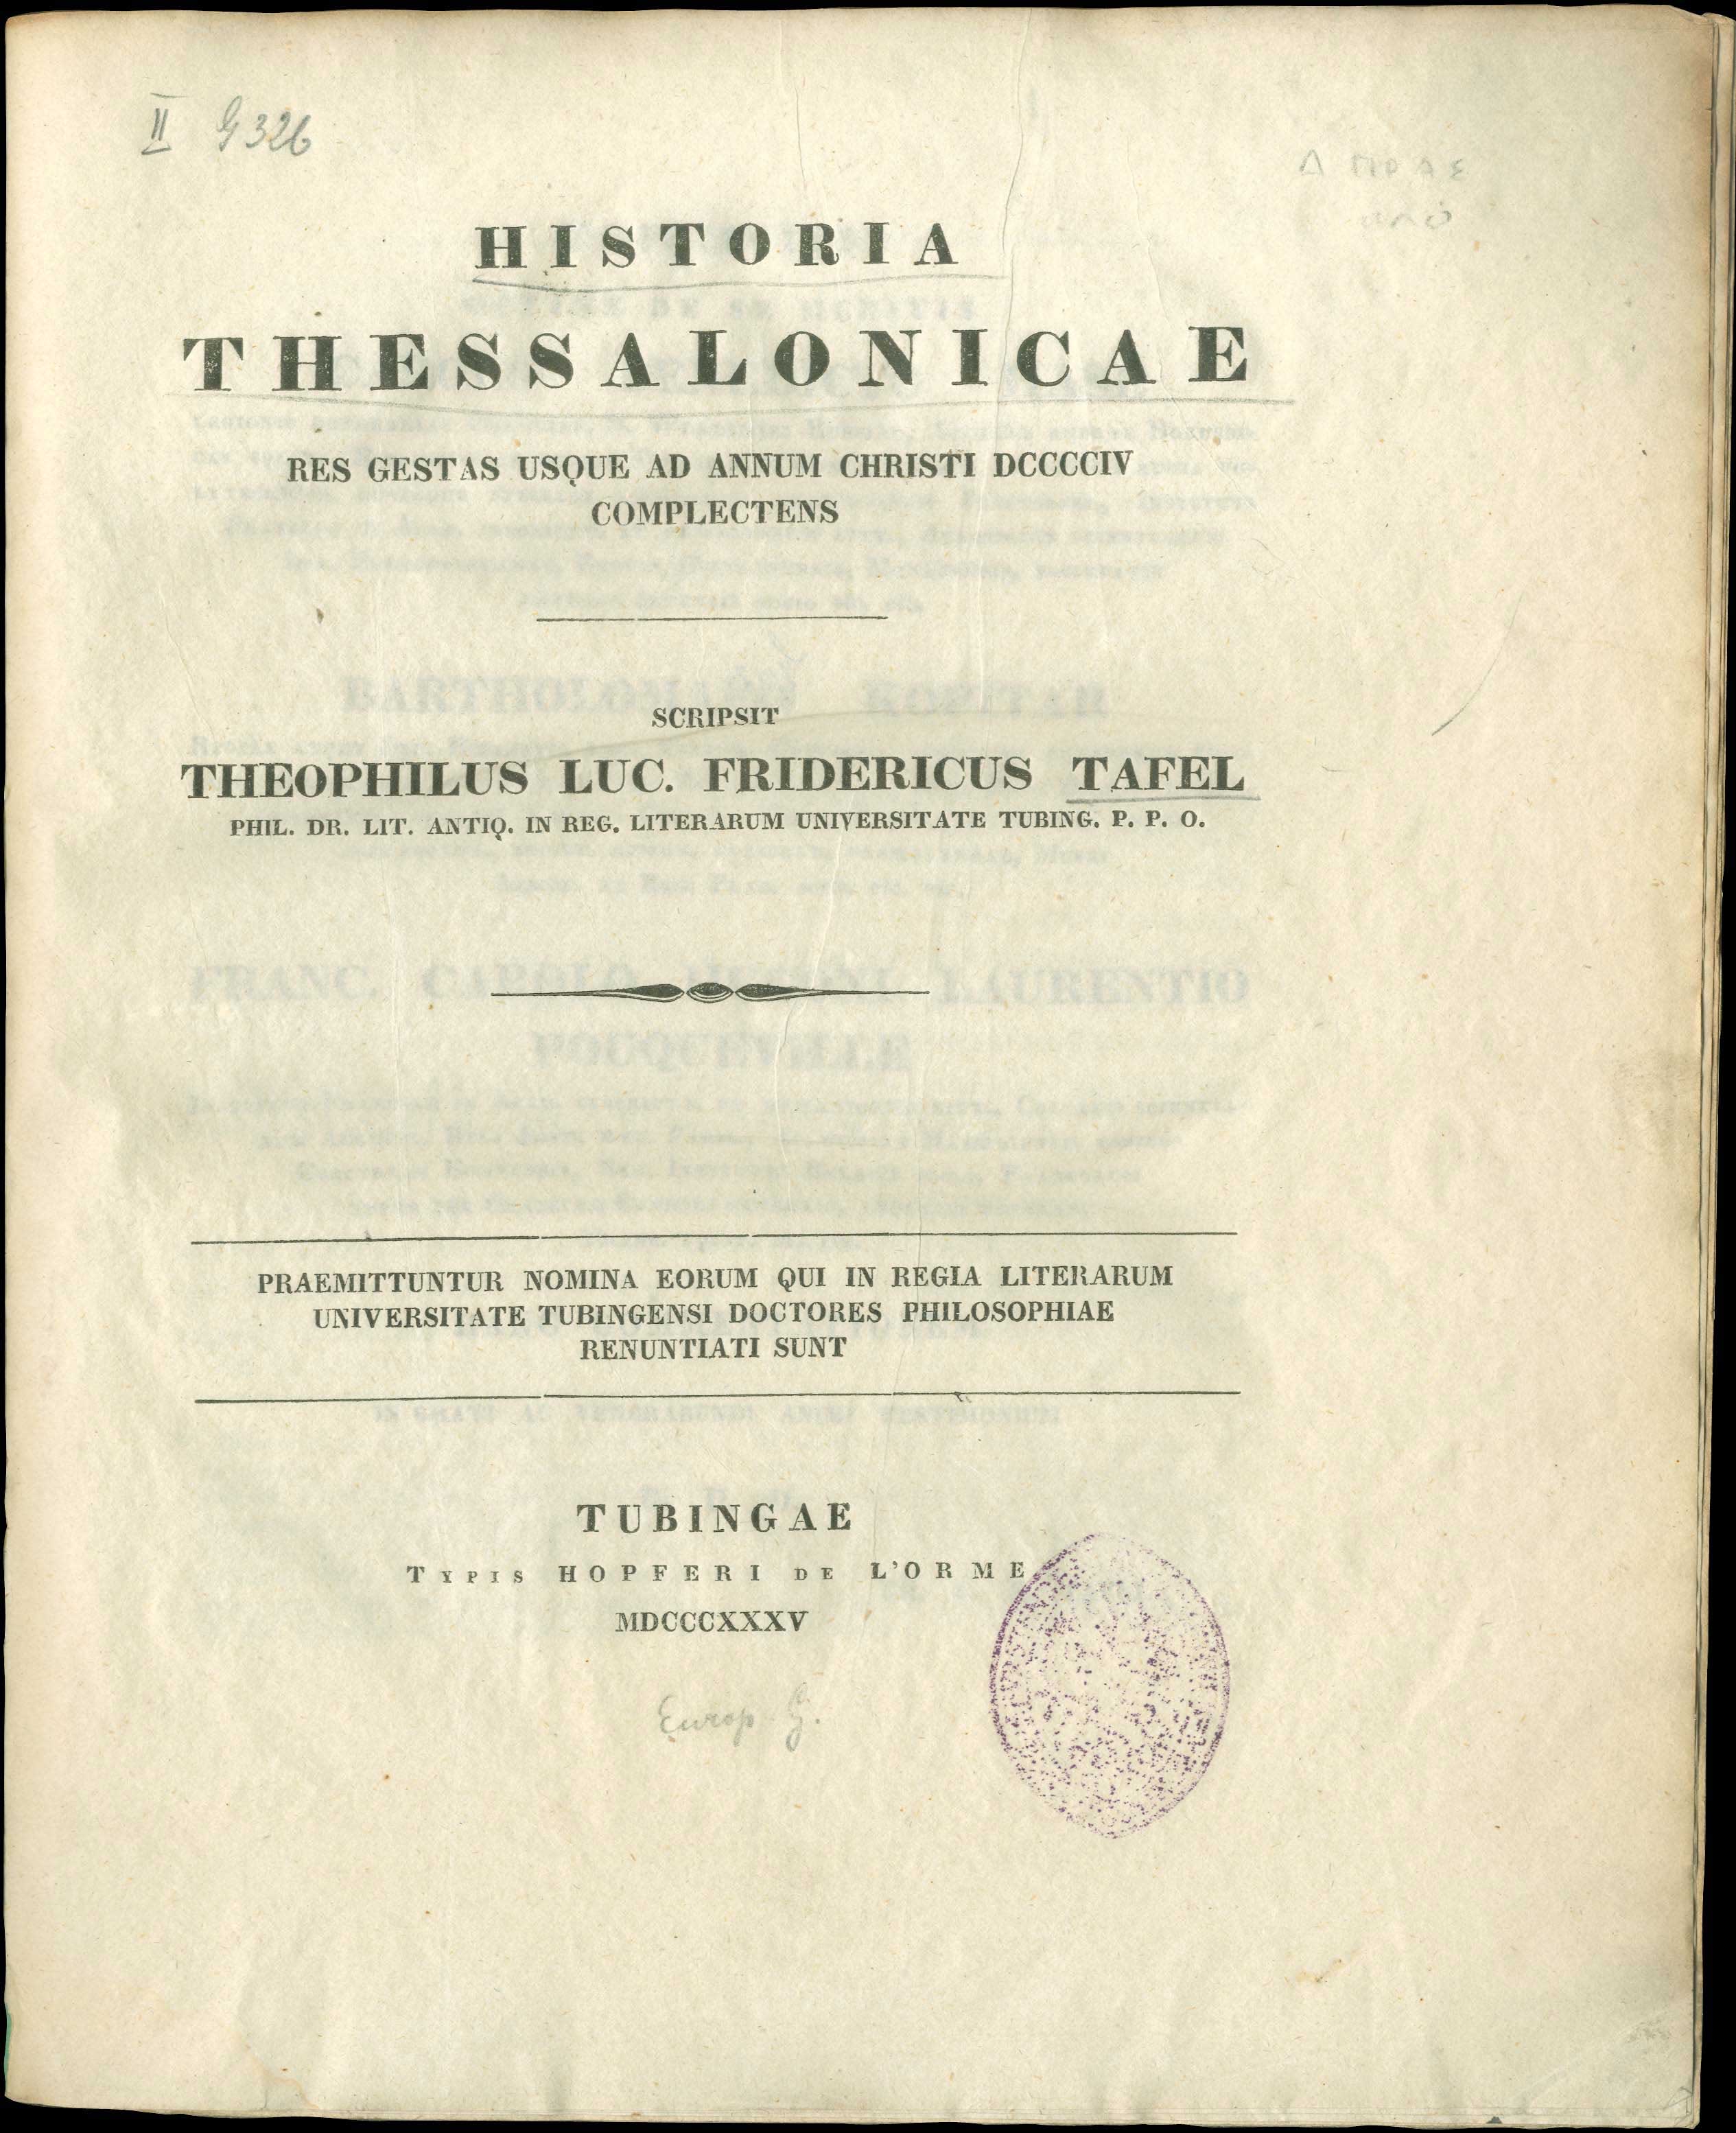 II G 326
HISTORIA
THESSALONICAE
RES GESTAS USQUE AD ANNUM CHRISTI DCCCCIV
COMPLECTENS
SCRIPSIT
THEOPHILUS LUC. FRIDERICUS TAFEL
PHIL. DR. LIT. ANTIQ. IN REG. LITERARUM UNIVERSITATE TUBING. P. P. O.
PRAEMITTUNTUR NOMINA EORUM QUI IN REGIA LITERARUM
UNIVERSITATE TUBINGENSI DOCTORES PHILOSOPHIAE
RENUNTIATI SUNT
TUBINGAE
TYPIS HOPFERI DE L'ORME
MDCCCXXXV
Europ G.